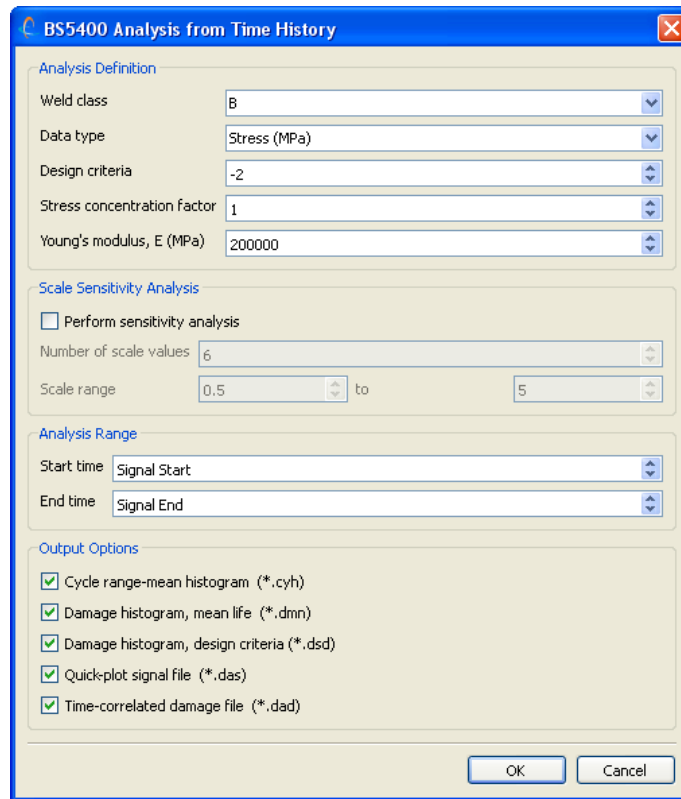 BS5400 Analysis from Time History
Analysis Definition
Weld class B
Data type Stress (MPa)
Design criteria -2
Stress concentration factor 1
Young's modulus, E (MPa) 200000
Scale Sensitivity Analysis
Perform sensitivity analysis
Number of scale values 6
Scale range 0.5 to 5
Analysis Range
Start time Signal Start
End time Signal End
Output Options
Cycle range-mean histogram (*.cyh)
Damage histogram, mean life (*.dmn)
Damage histogram, design criteria (*.dsd)
Quick-plot signal file (*.das)
Time-correlated damage file (*.dad)
OK Cancel